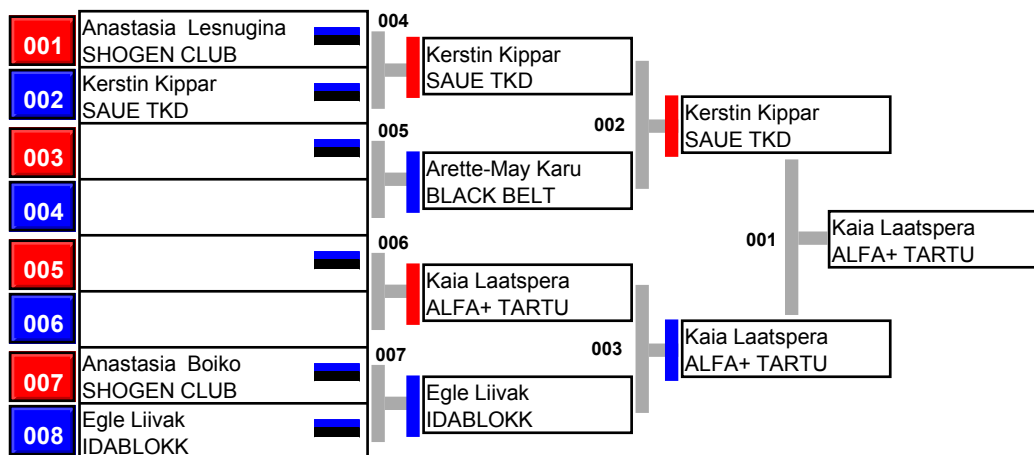 001
Anastasia Lesnugina
SHOGEN CLUB
002
Kerstin Kippar
SAUE TKD
003
004
005
006
007
Anastasia Boiko
SHOGEN CLUB
008
Egle Liivak
IDABLOKK
004
Kerstin Kippar
SAUE TKD
005
Arette-May Karu
BLACK BELT
006
Kaia Laatspera
ALFA+ TARTU
007
Egle Liivak
IDABLOKK
002
Kerstin Kippar
SAUE TKD
003
Kaia Laatspera
ALFA+ TARTU
001
Kaia Laatspera
ALFA+ TARTU